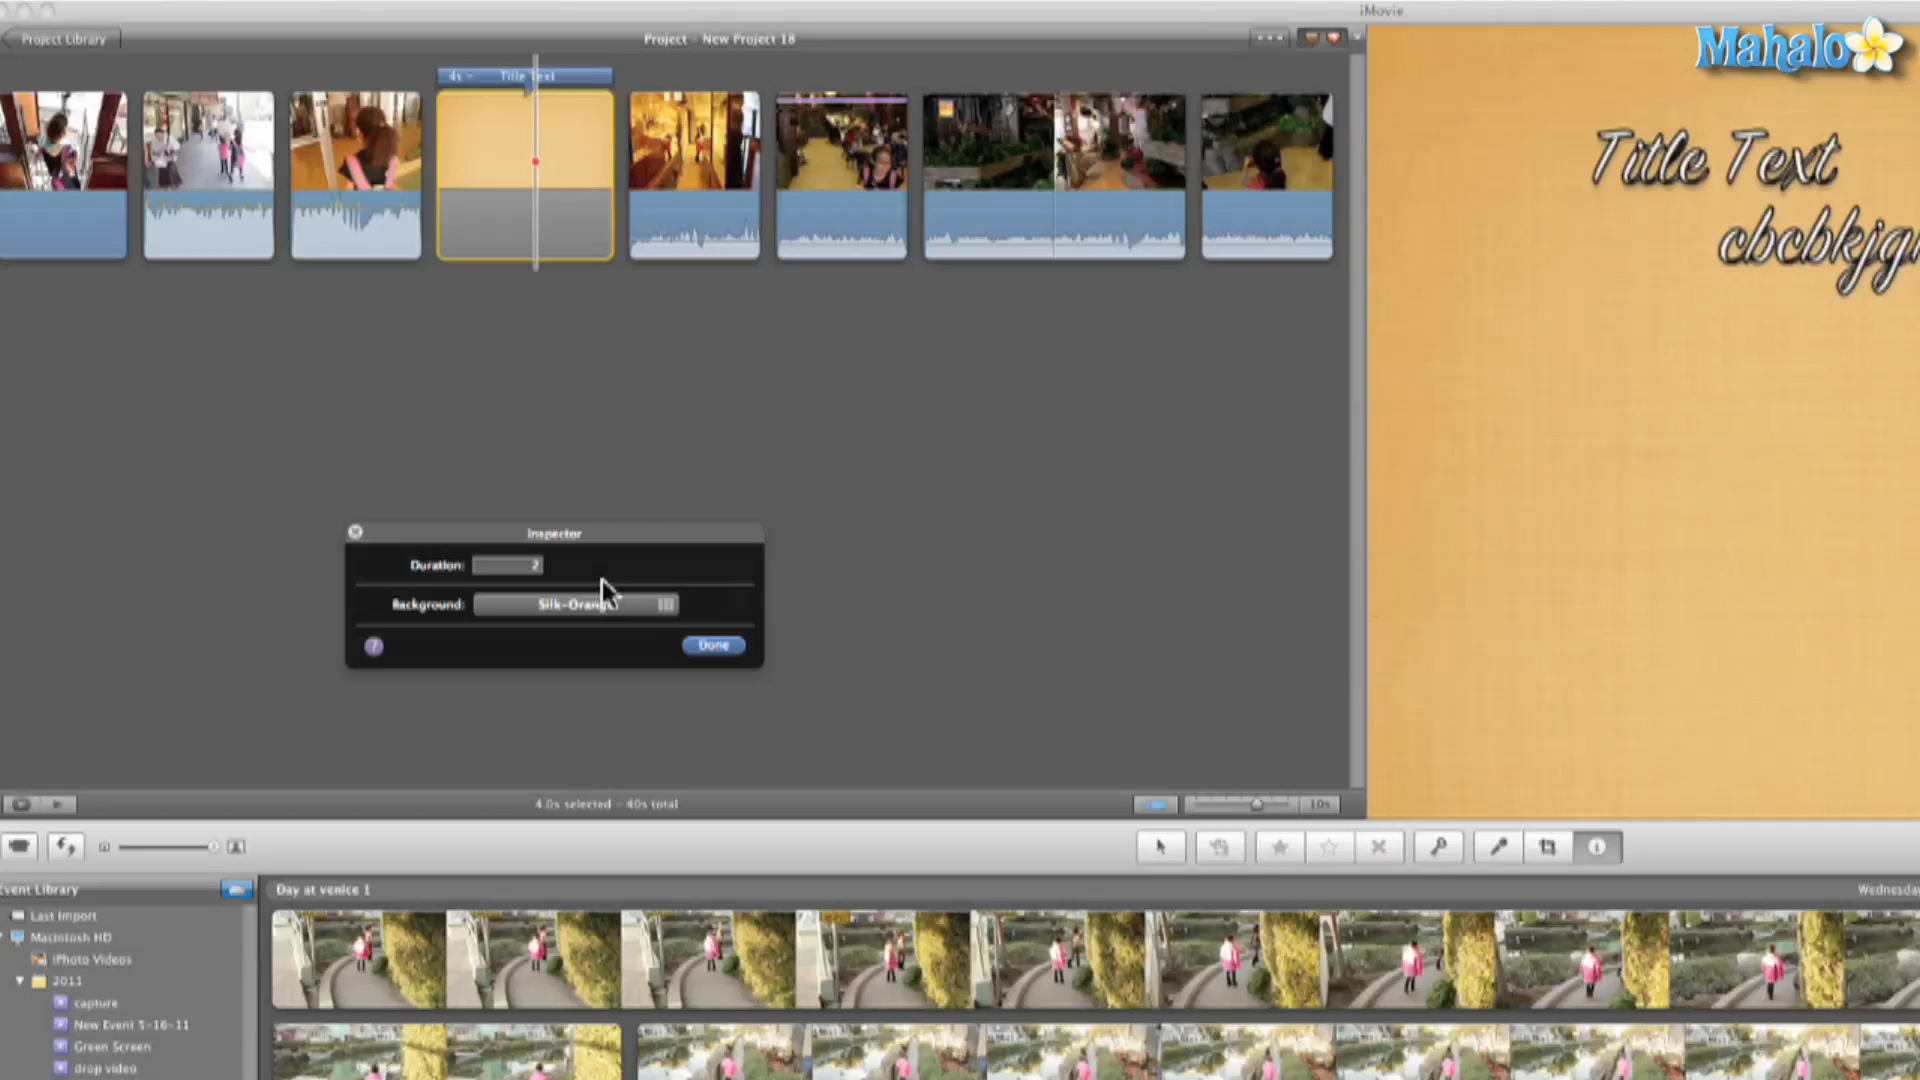 iMovie
Project Library
Project - New Project 18
Mahalo
4s - Title Text
Title Text
cbcbkjg
Inspector
Duration: 2
Background: Silk-Orange
? Done
4.0s selected - 40s total
10s
Event Library
Day at venice 1
Wednesday
Last Import
Macintosh HD
iPhoto Videos
2011
capture
New Event 5-16-11
Green Screen
drop video